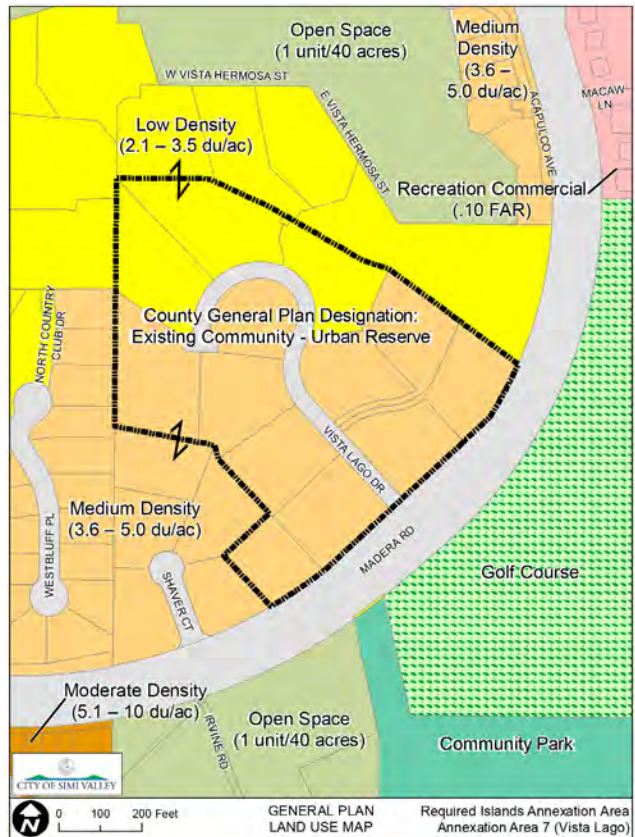 Open Space
(1 unit/40 acres)
Medium
Density
(3.6 –
5.0 du/ac)
W VISTA HERMOSA ST
E VISTA HERMOSA ST
ACAPULCO AVE
MACAW
LN
Low Density
(2.1 – 3.5 du/ac)
Recreation Commercial
(.10 FAR)
NORTH COUNTRY
CLUB DR
County General Plan Designation:
Existing Community - Urban Reserve
VISTA LAGO DR
Medium Density
(3.6 – 5.0 du/ac)
WESTBLUFF PL
SHAVER CT
MADERA RD
Golf Course
Moderate Density
(5.1 – 10 du/ac)
IRVINE RD
Open Space
(1 unit/40 acres)
Community Park
CITY OF SIMI VALLEY
N
0 100 200 Feet
GENERAL PLAN
LAND USE MAP
Required Islands Annexation Area
Annexation Area 7 (Vista Lago)